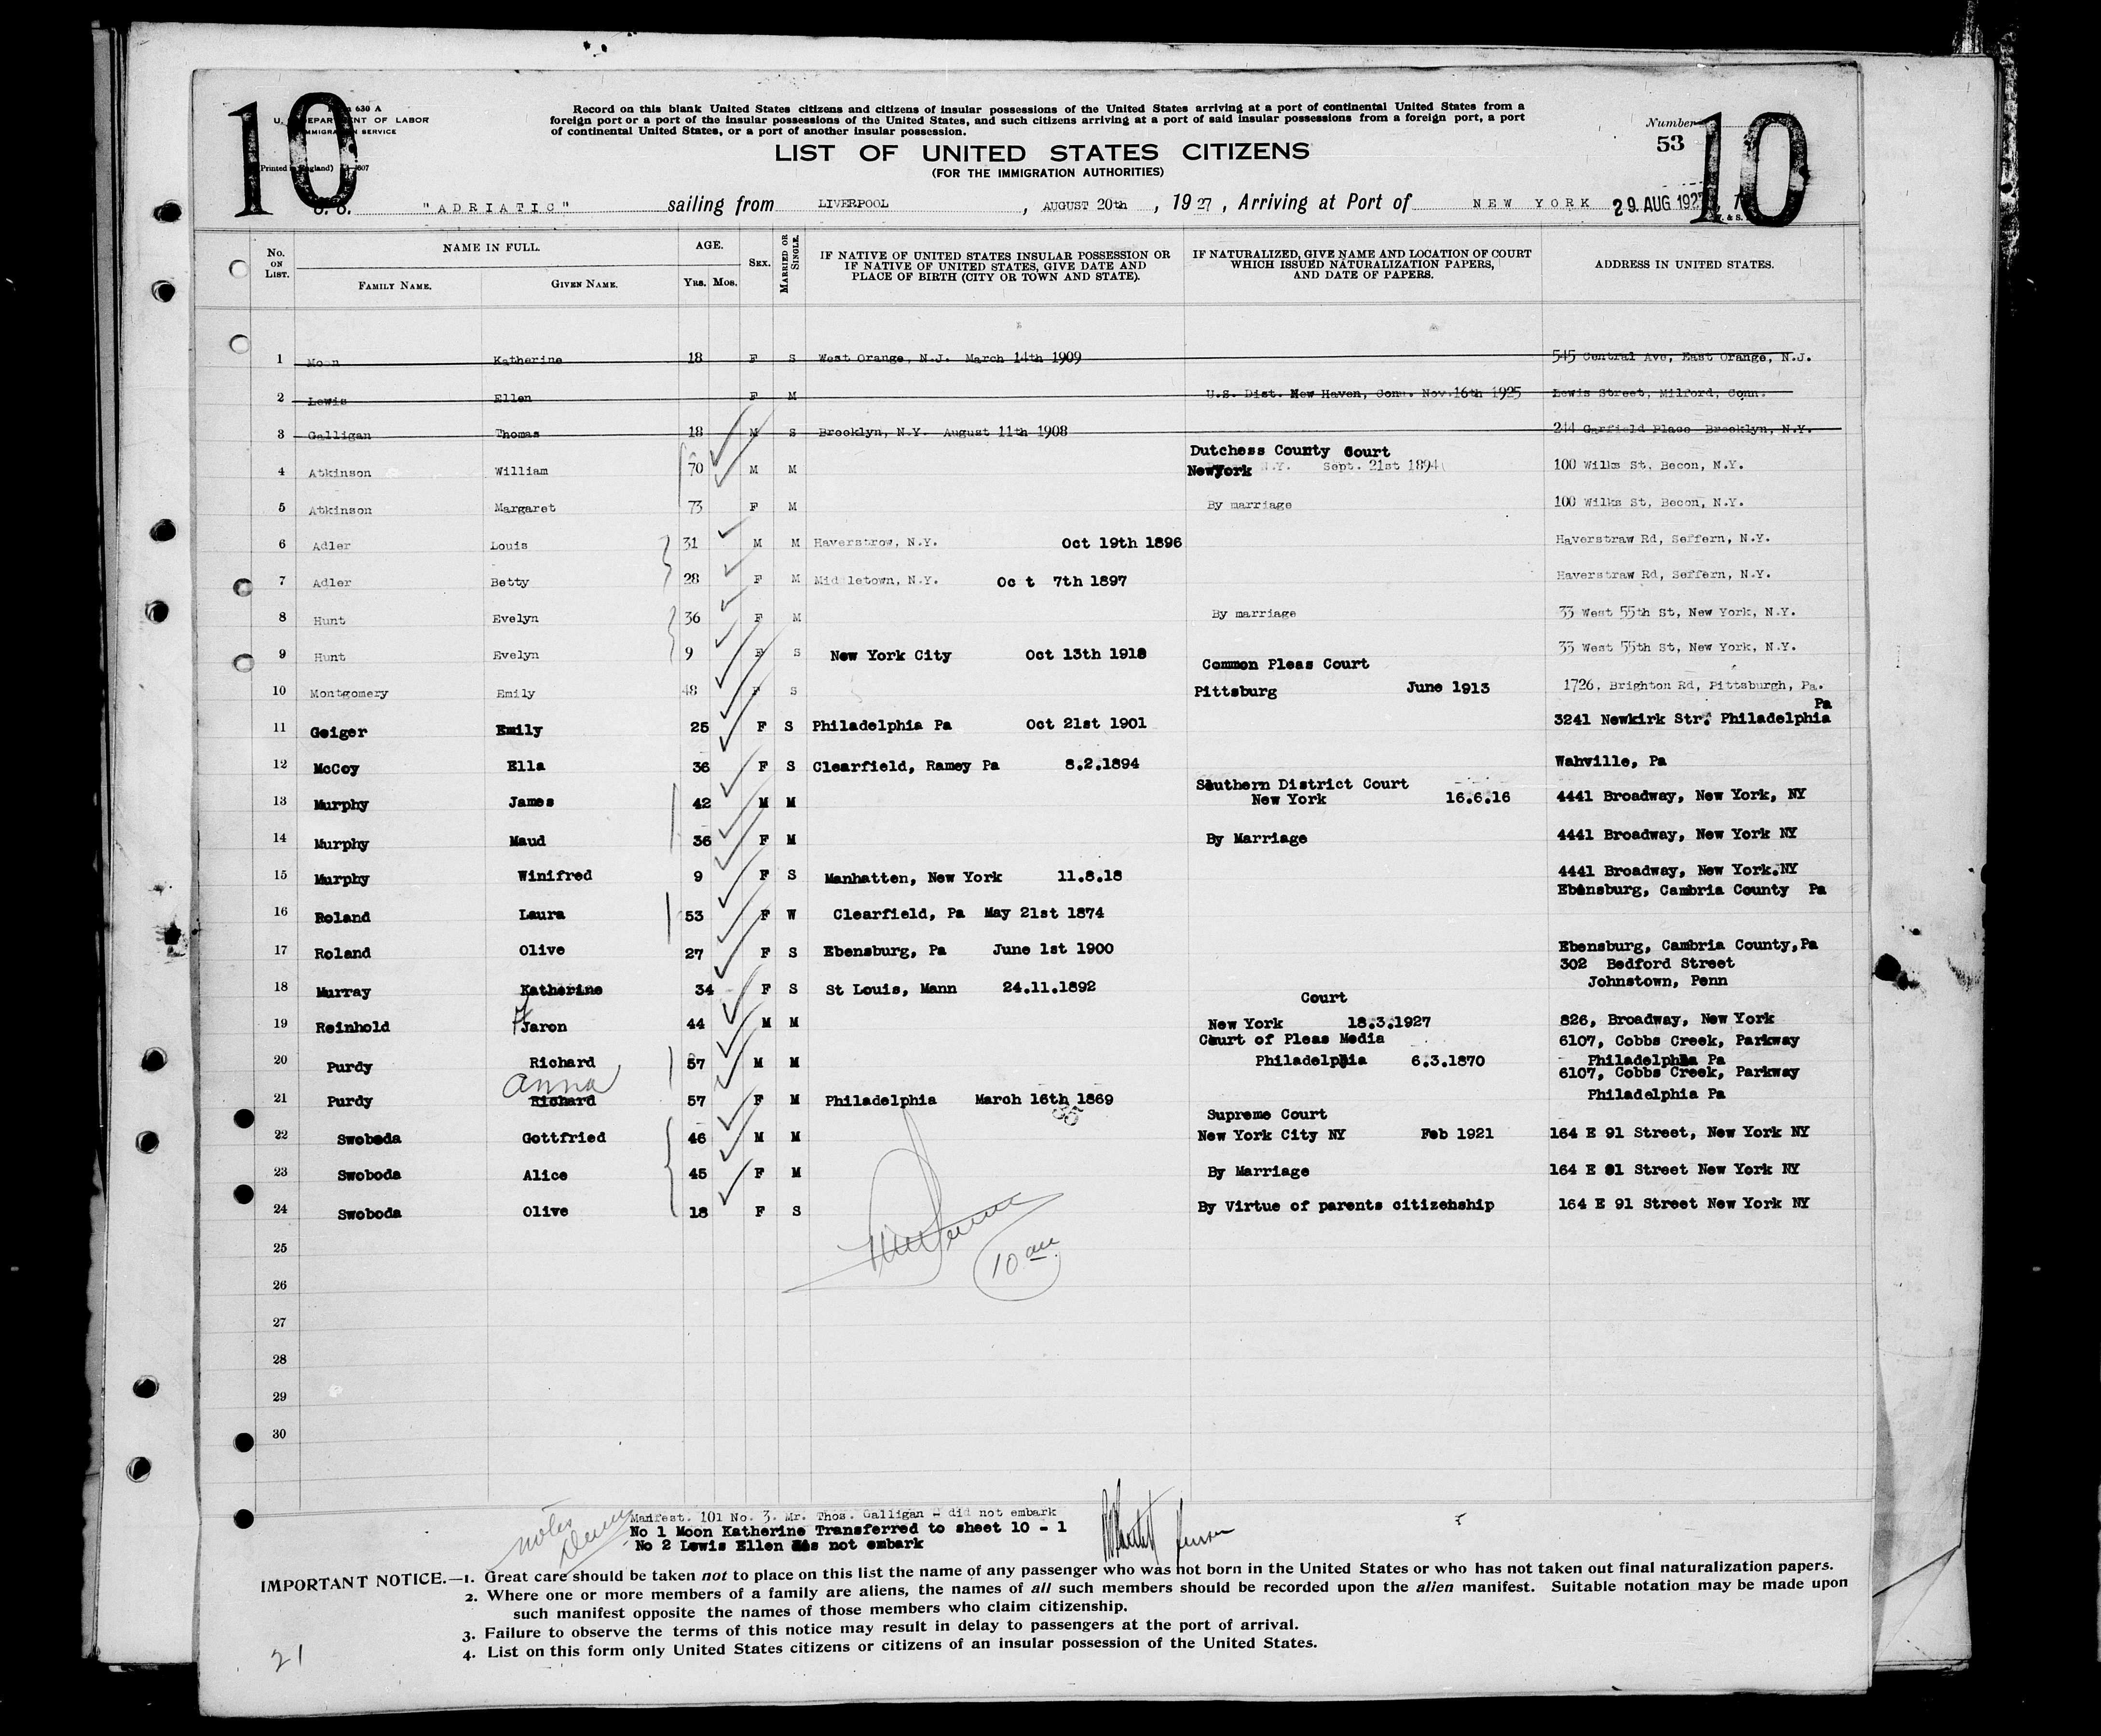 10
10
630 A
U. DEPARTMENT OF LABOR
IMMIGRATION SERVICE
Printed in England)
Record on this blank United States citizens and citizens of insular possessions of the United States arriving at a port of continental United States from a
foreign port or a port of the insular possessions of the United States, and such citizens arriving at a port of said insular possessions from a foreign port, a port
of continental United States, or a port of another insular possession.
Number
53
LIST OF UNITED STATES CITIZENS
(FOR THE IMMIGRATION AUTHORITIES)
S. S. "ADRIATIC" sailing from LIVERPOOL, AUGUST 20th, 1927, Arriving at Port of NEW YORK 29. AUG 1927
No. ON LIST. NAME IN FULL. AGE. SEX. MARRIED OR SINGLE. IF NATIVE OF UNITED STATES INSULAR POSSESSION OR IF NATIVE OF UNITED STATES, GIVE DATE AND PLACE OF BIRTH (CITY OR TOWN AND STATE). IF NATURALIZED, GIVE NAME AND LOCATION OF COURT WHICH ISSUED NATURALIZATION PAPERS, AND DATE OF PAPERS. ADDRESS IN UNITED STATES.
FAMILY NAME. GIVEN NAME. YRS. MOS.
1 Moon Katherine 18 F S West Orange, N.J. March 14th 1909 545 Central Ave, East Orange, N.J.
2 Lewis Ellen F M U.S. Dist. New Haven, Conn. Nov.16th 1925 Lewis Street, Milford, Conn.
3 Galligan Thomas 18 M S Brooklyn, N.Y. August 11th 1908 244 Garfield Place Brooklyn, N.Y.
Dutchess County Court
4 Atkinson William 70 M M NewYork N.Y. Sept. 21st 1894 100 Wilks St, Becon, N.Y.
5 Atkinson Margaret 73 F M By marriage 100 Wilks St, Becon, N.Y.
6 Adler Louis 31 M M Haverstrow, N.Y. Oct 19th 1896 Haverstraw Rd, Seffern, N.Y.
7 Adler Betty 28 F M Middletown, N.Y. Oc t 7th 1897 Haverstraw Rd, Seffern, N.Y.
8 Hunt Evelyn 36 F M By marriage 33 West 55th St, New York, N.Y.
9 Hunt Evelyn 9 F S New York City Oct 13th 1918 33 West 55th St, New York, N.Y.
Common Pleas Court
10 Montgomery Emily 48 F S Pittsburg June 1913 1726, Brighton Rd, Pittsburgh, Pa.
Pa
11 Geiger Emily 25 F S Philadelphia Pa Oct 21st 1901 3241 Newkirk Str. Philadelphia
12 McCoy Ella 36 F S Clearfield, Ramey Pa 8.2.1894 Wahville, Pa
Southern District Court
13 Murphy James 42 M M New York 16.6.16 4441 Broadway, New York, NY
14 Murphy Maud 36 F M By Marriage 4441 Broadway, New York NY
15 Murphy Winifred 9 F S Manhatten, New York 11.8.18 4441 Broadway, New York.NY
Ebensburg, Cambria County Pa
16 Roland Laura 53 F W Clearfield, Pa May 21st 1874
17 Roland Olive 27 F S Ebensburg, Pa June 1st 1900 Ebensburg, Cambria County,Pa
302 Bedford Street
18 Murray Katherine 34 F S St Louis, Mann 24.11.1892 Johnstown, Penn
Court
19 Reinhold Jaron 44 M M New York 18.3.1927 826, Broadway, New York
Court of Pleas Media 6107, Cobbs Creek, Parkway
20 Purdy Richard 57 M M Philadelphia 6.3.1870 Philadelphia Pa
Anna 6107, Cobbs Creek, Parkway
21 Purdy Richard 57 F M Philadelphia March 16th 1869 Philadelphia Pa
Supreme Court
22 Swoboda Gottfried 46 M M New York City NY Feb 1921 164 E 91 Street, New York NY
23 Swoboda Alice 45 F M By Marriage 164 E 91 Street New York NY
24 Swoboda Olive 18 F S By Virtue of parents citizenship 164 E 91 Street New York NY
25
10 au
26
27
28
29
30
Manifest. 101 No. 3. Mr. Thos. Galligan - did not embark
No 1 Moon Katherine Transferred to sheet 10 - 1
No 2 Lewis Ellen not embark
IMPORTANT NOTICE.—1. Great care should be taken not to place on this list the name of any passenger who was not born in the United States or who has not taken out final naturalization papers.
2. Where one or more members of a family are aliens, the names of all such members should be recorded upon the alien manifest. Suitable notation may be made upon
such manifest opposite the names of those members who claim citizenship.
3. Failure to observe the terms of this notice may result in delay to passengers at the port of arrival.
4. List on this form only United States citizens or citizens of an insular possession of the United States.
21